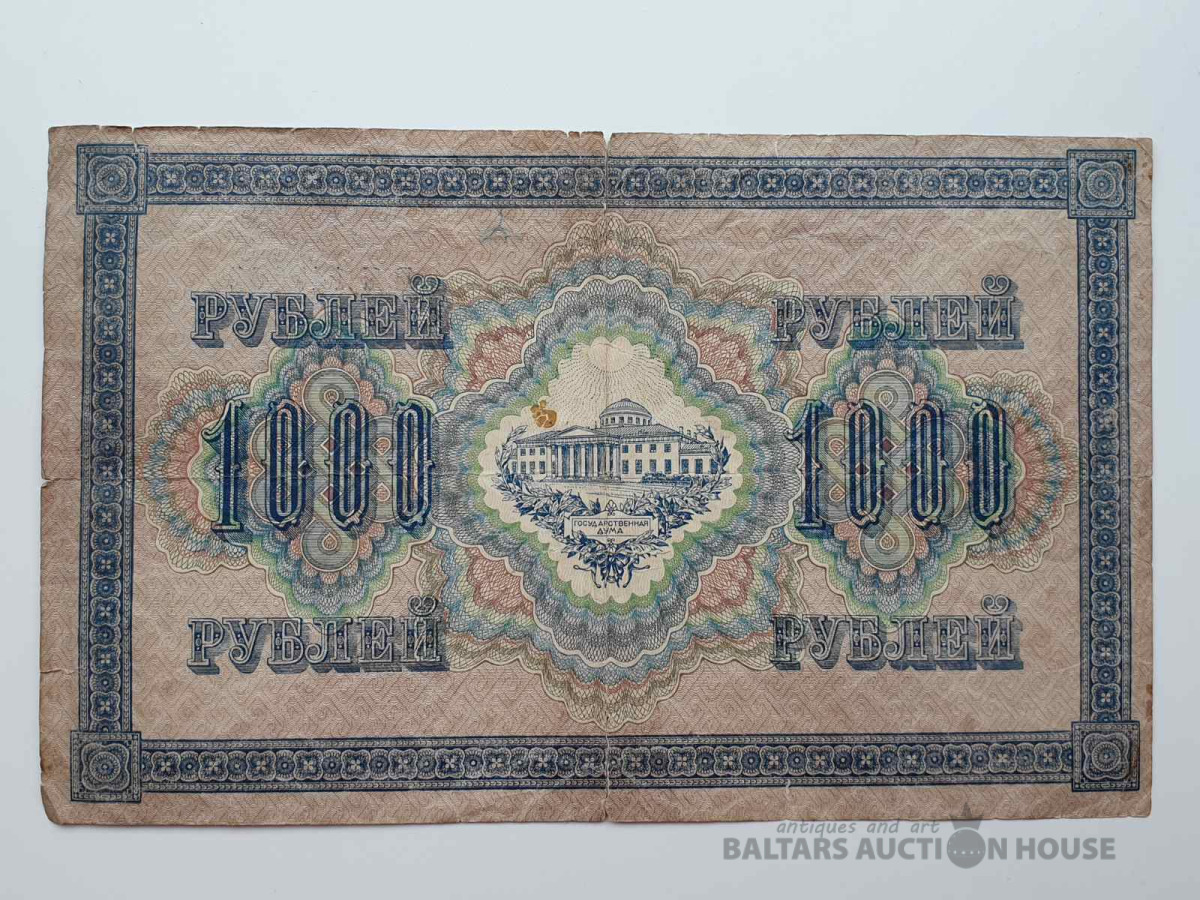 РУБЛЕЙ РУБЛЕЙ
1000 1000
ГОСУДАРСТВЕННАЯ
ДУМА
РУБЛЕЙ РУБЛЕЙ
antiques and art
BALTARS AUCTION HOUSE